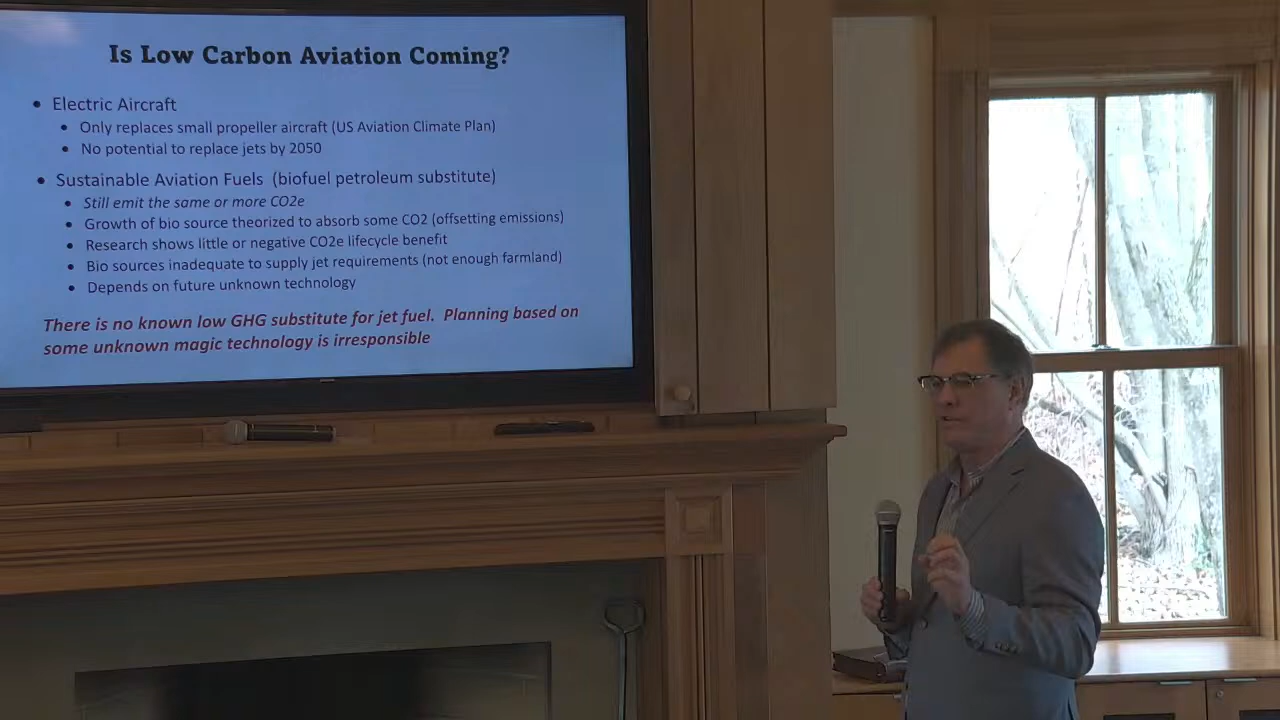 Is Low Carbon Aviation Coming?
• Electric Aircraft
• Only replaces small propeller aircraft (US Aviation Climate Plan)
• No potential to replace jets by 2050
• Sustainable Aviation Fuels (biofuel petroleum substitute)
• Still emit the same or more CO2e
• Growth of bio source theorized to absorb some CO2 (offsetting emissions)
• Research shows little or negative CO2e lifecycle benefit
• Bio sources inadequate to supply jet requirements (not enough farmland)
• Depends on future unknown technology
There is no known low GHG substitute for jet fuel. Planning based on
some unknown magic technology is irresponsible